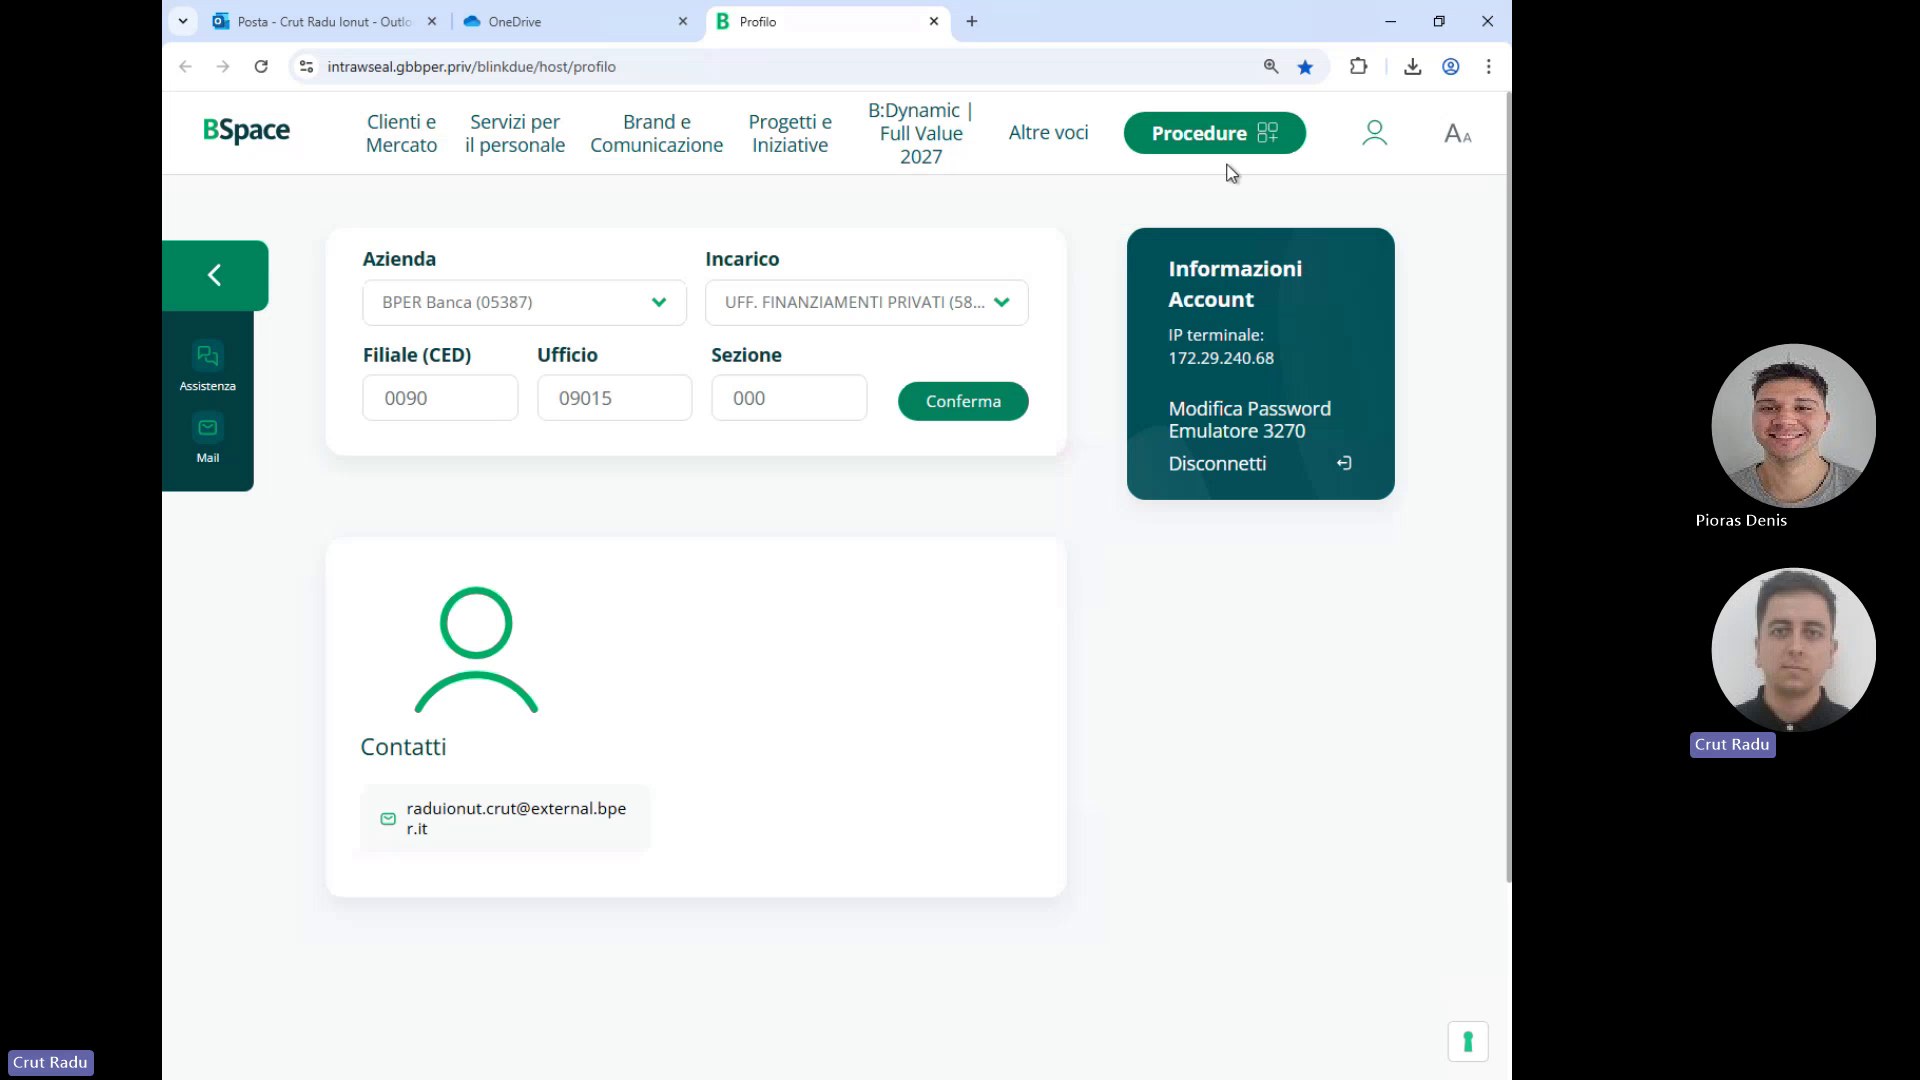 Posta - Crut Radu Ionut - Outlo
OneDrive
Profilo
intrawseal.gbbper.priv/blinkdue/host/profilo
BSpace
Clienti e
Mercato
Servizi per
il personale
Brand e
Comunicazione
Progetti e
Iniziative
B:Dynamic |
Full Value
2027
Altre voci
Procedure
AA
Azienda
BPER Banca (05387)
Incarico
UFF. FINANZIAMENTI PRIVATI (58...
Filiale (CED)
0090
Ufficio
09015
Sezione
000
Conferma
Informazioni
Account
IP terminale:
172.29.240.68
Modifica Password
Emulatore 3270
Disconnetti
Assistenza
Mail
Contatti
raduionut.crut@external.bpe
r.it
Pioras Denis
Crut Radu
Crut Radu